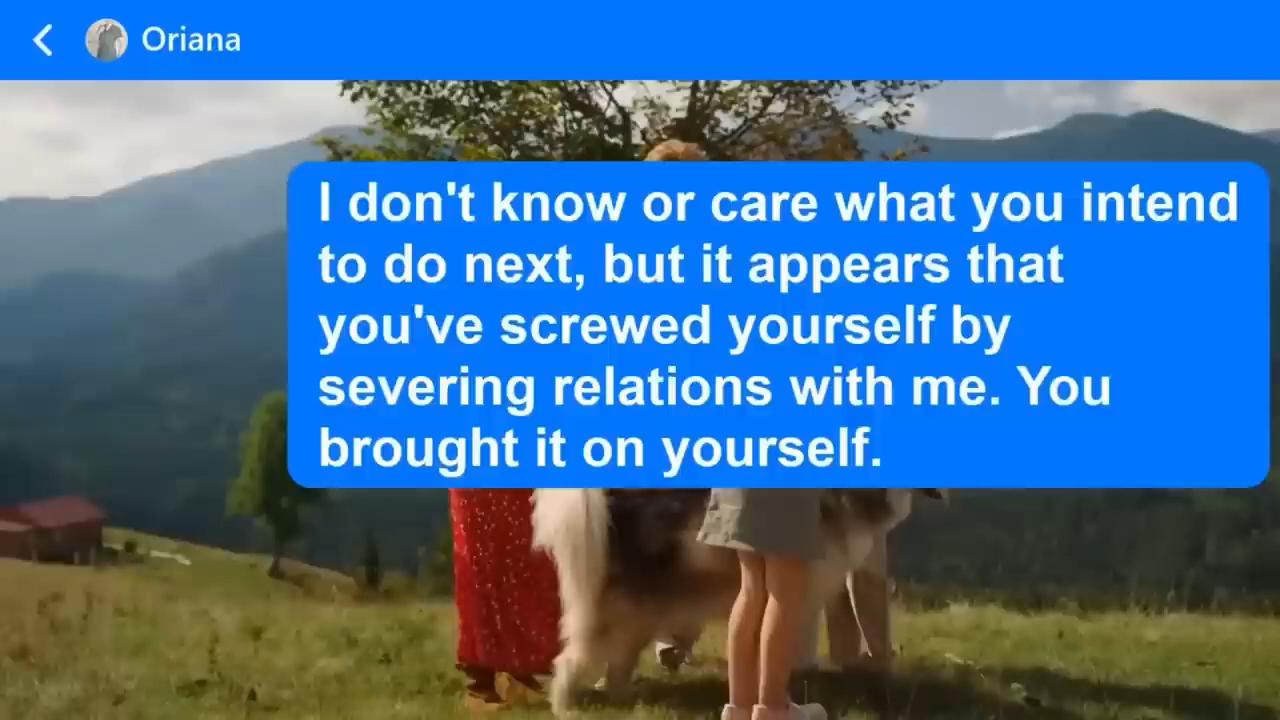 Oriana
I don't know or care what you intend
to do next, but it appears that
you've screwed yourself by
severing relations with me. You
brought it on yourself.